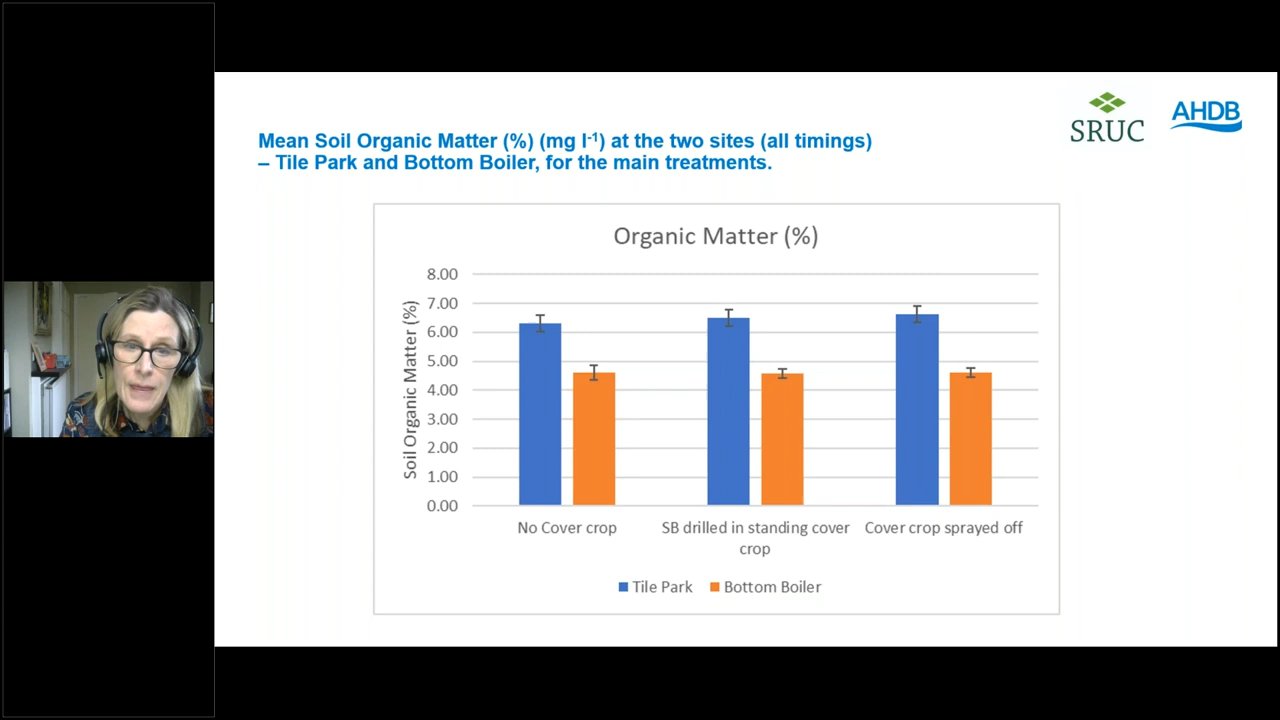 SRUC
AHDB
Mean Soil Organic Matter (%) (mg l-1) at the two sites (all timings)
– Tile Park and Bottom Boiler, for the main treatments.
Organic Matter (%)
Soil Organic Matter (%)
8.00
7.00
6.00
5.00
4.00
3.00
2.00
1.00
0.00
No Cover crop
SB drilled in standing cover
crop
Cover crop sprayed off
Tile Park
Bottom Boiler